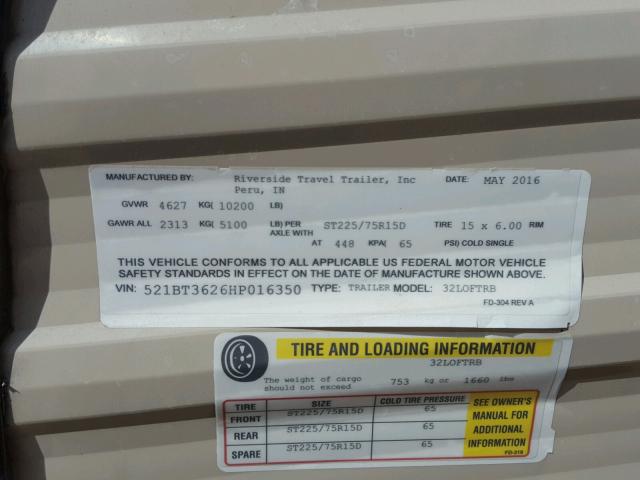 MANUFACTURED BY: Riverside Travel Trailer, Inc DATE: MAY 2016
Peru, IN
GVWR 4627 KG( 10200 LB)
GAWR ALL 2313 KG( 5100 LB) PER AXLE WITH ST225/75R15D TIRE 15 x 6.00 RIM
AT 448 KPA( 65 PSI) COLD SINGLE
THIS VEHICLE CONFORMS TO ALL APPLICABLE US FEDERAL MOTOR VEHICLE
SAFETY STANDARDS IN EFFECT ON THE DATE OF MANUFACTURE SHOWN ABOVE.
VIN: 521BT3626HP016350 TYPE: TRAILER MODEL: 32LOFTRB
FD-304 REV A
TIRE AND LOADING INFORMATION
32LOFTRB
The weight of cargo
should not exceed 753 kg or 1660 lbs
TIRE SIZE COLD TIRE PRESSURE
FRONT ST225/75R15D 65
REAR ST225/75R15D 65
SPARE ST225/75R15D 65
SEE OWNER'S
MANUAL FOR
ADDITIONAL
INFORMATION
FD-318